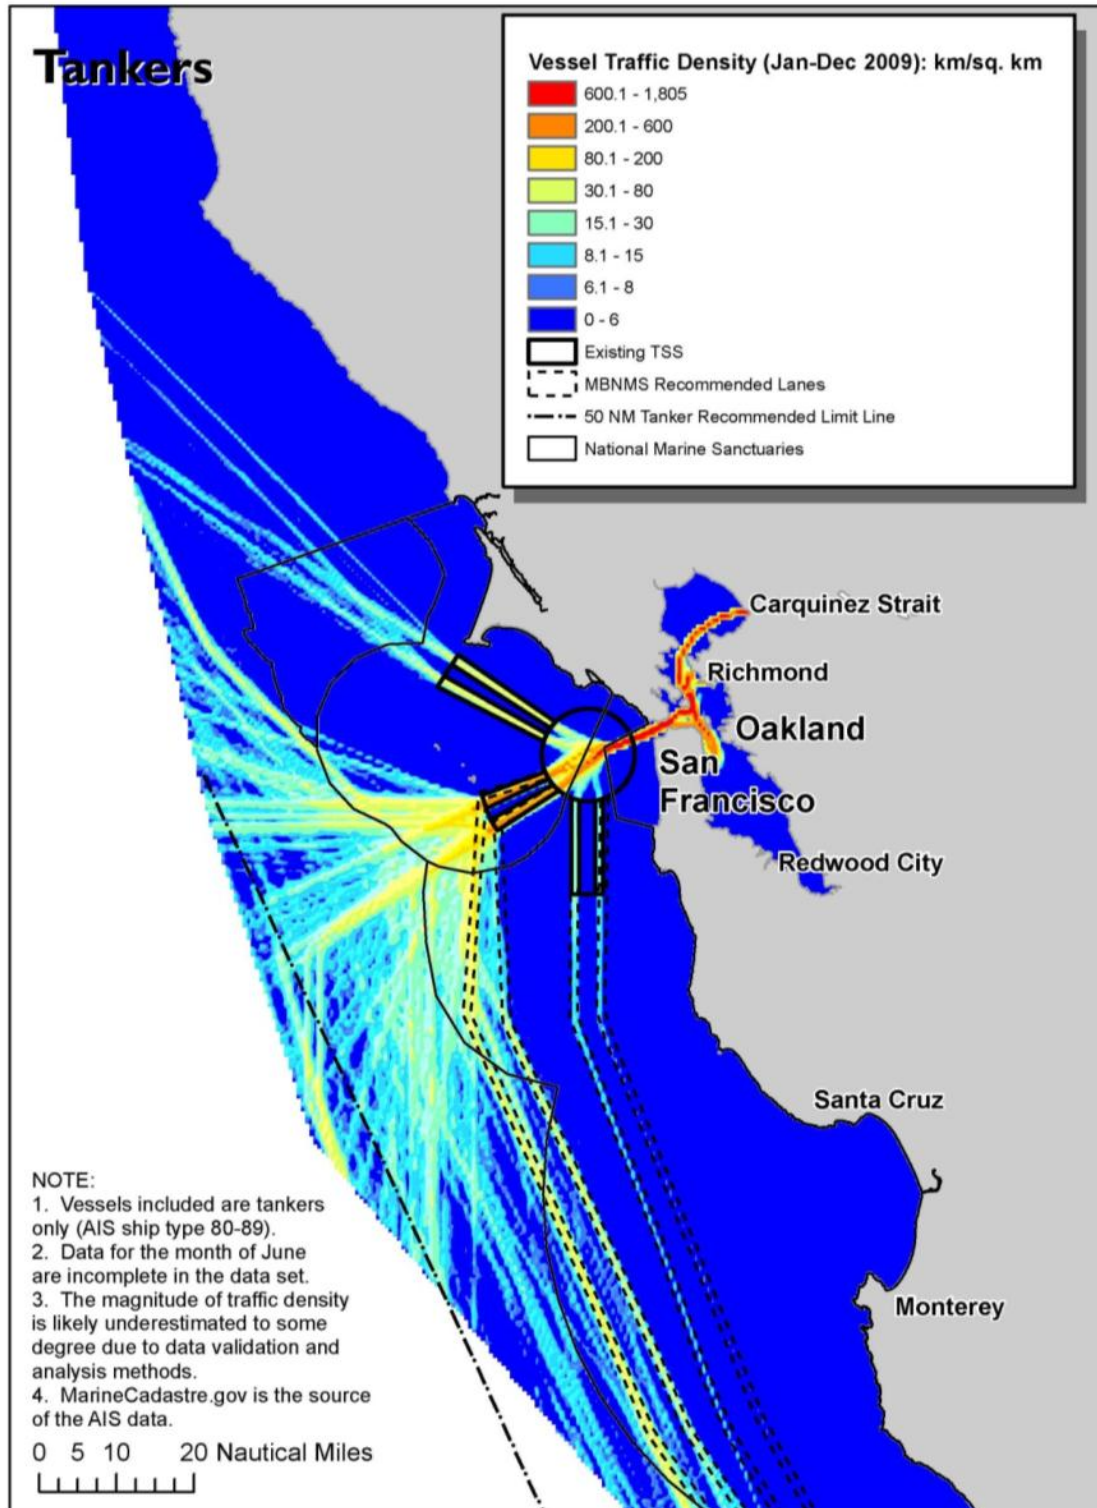 Tankers
Vessel Traffic Density (Jan-Dec 2009): km/sq. km
600.1 - 1,805
200.1 - 600
80.1 - 200
30.1 - 80
15.1 - 30
8.1 - 15
6.1 - 8
0 - 6
Existing TSS
MBNMS Recommended Lanes
50 NM Tanker Recommended Limit Line
National Marine Sanctuaries
Carquinez Strait
Richmond
Oakland
San
Francisco
Redwood City
Santa Cruz
Monterey
NOTE:
1. Vessels included are tankers
only (AIS ship type 80-89).
2. Data for the month of June
are incomplete in the data set.
3. The magnitude of traffic density
is likely underestimated to some
degree due to data validation and
analysis methods.
4. MarineCadastre.gov is the source
of the AIS data.
0 5 10 20 Nautical Miles